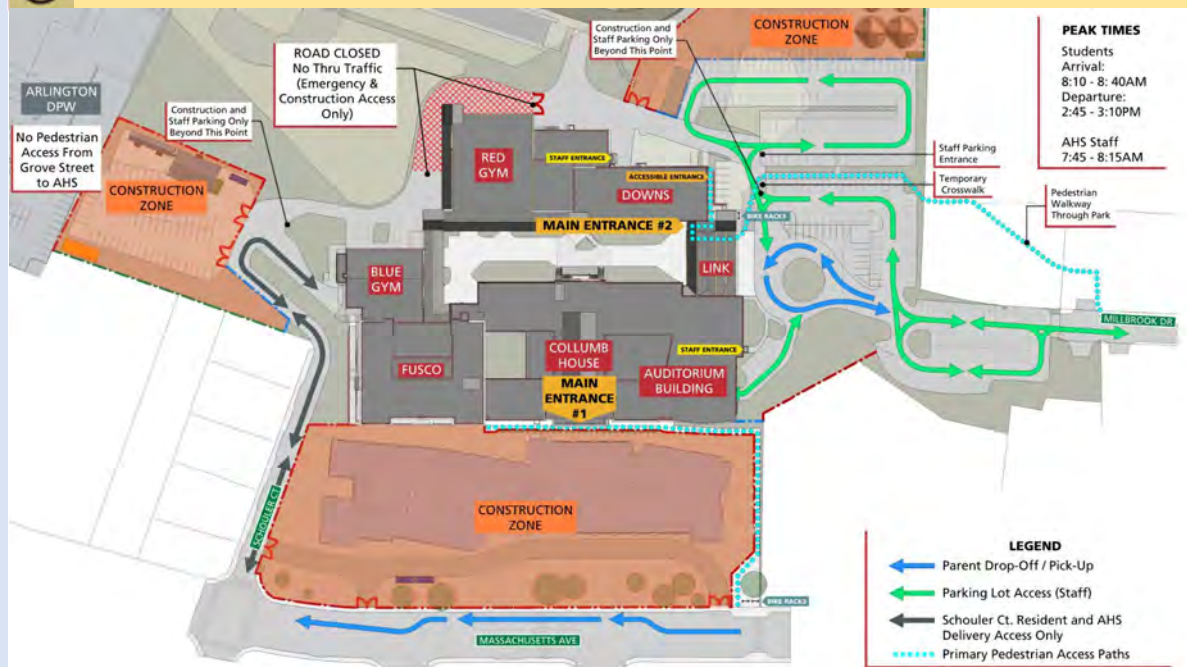 CONSTRUCTION
ZONE
Construction and
Staff Parking Only
Beyond This Point
PEAK TIMES
Students
Arrival:
8:10 - 8:40AM
Departure:
2:45 - 3:10PM
AHS Staff
7:45 - 8:15AM
ROAD CLOSED
No Thru Traffic
(Emergency &
Construction Access
Only)
ARLINGTON
DPW
Construction and
Staff Parking Only
Beyond This Point
No Pedestrian
Access From
Grove Street
to AHS
CONSTRUCTION
ZONE
RED
GYM
STAFF ENTRANCE
ACCESSIBLE ENTRANCE
DOWNS
Staff Parking
Entrance
Temporary
Crosswalk
Pedestrian
Walkway
Through Park
BIKE RACKS
MAIN ENTRANCE #2
BLUE
GYM
LINK
MILLBROOK DR
FUSCO
COLLUMB
HOUSE
STAFF ENTRANCE
AUDITORIUM
BUILDING
MAIN
ENTRANCE
#1
SCHOULER CT
CONSTRUCTION
ZONE
BIKE RACKS
MASSACHUSETTS AVE
LEGEND
Parent Drop-Off / Pick-Up
Parking Lot Access (Staff)
Schouler Ct. Resident and AHS
Delivery Access Only
Primary Pedestrian Access Paths